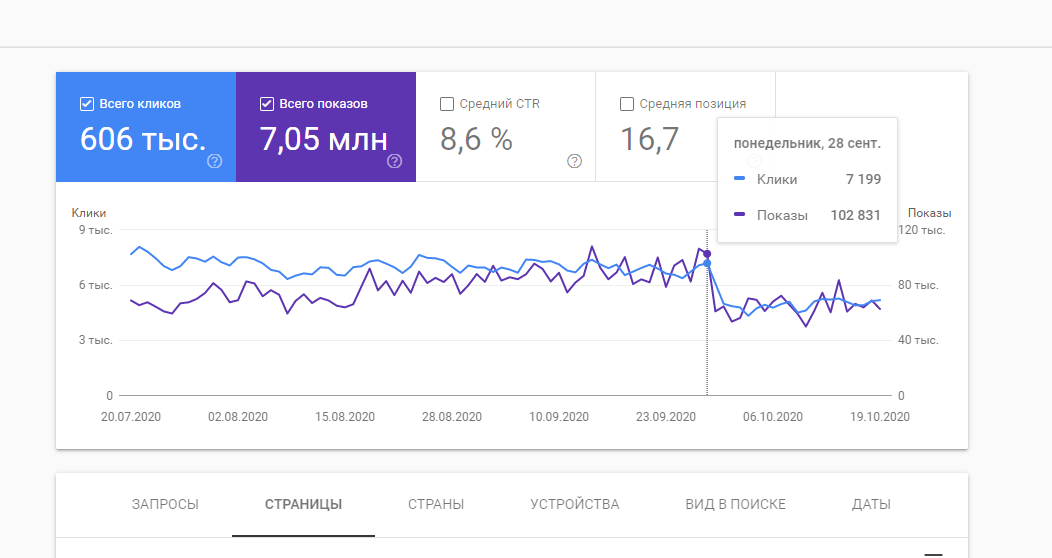 Всего кликов
606 тыс.
Всего показов
7,05 млн
Средний CTR
8,6 %
Средняя позиция
16,7
понедельник, 28 сент.
Клики 7 199
Показы 102 831
Клики
Показы
9 тыс.
120 тыс.
6 тыс.
80 тыс.
3 тыс.
40 тыс.
0
0
20.07.2020 02.08.2020 15.08.2020 28.08.2020 10.09.2020 23.09.2020 06.10.2020 19.10.2020
ЗАПРОСЫ СТРАНИЦЫ СТРАНЫ УСТРОЙСТВА ВИД В ПОИСКЕ ДАТЫ